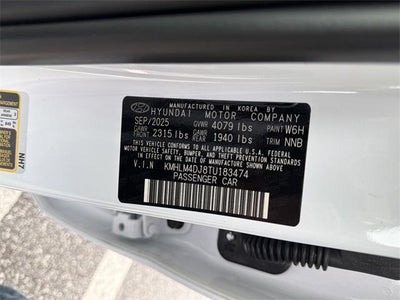 MANUFACTURED IN KOREA BY
HYUNDAI MOTOR COMPANY
SEP/2025 GVWR 4079 lbs PAINT W6H
GAWR FRONT 2315 lbs GAWR REAR 1940 lbs TRIM NNB
THIS VEHICLE CONFORMS TO ALL APPLICABLE U.S. FEDERAL
MOTOR VEHICLE SAFETY, BUMPER, AND THEFT PREVENTION
STANDARDS IN EFFECT ON THE DATE OF MANUFACTURE
SHOWN ABOVE.
V.I.N KMHLM4DJ8TU183474
PASSENGER CAR
NH7